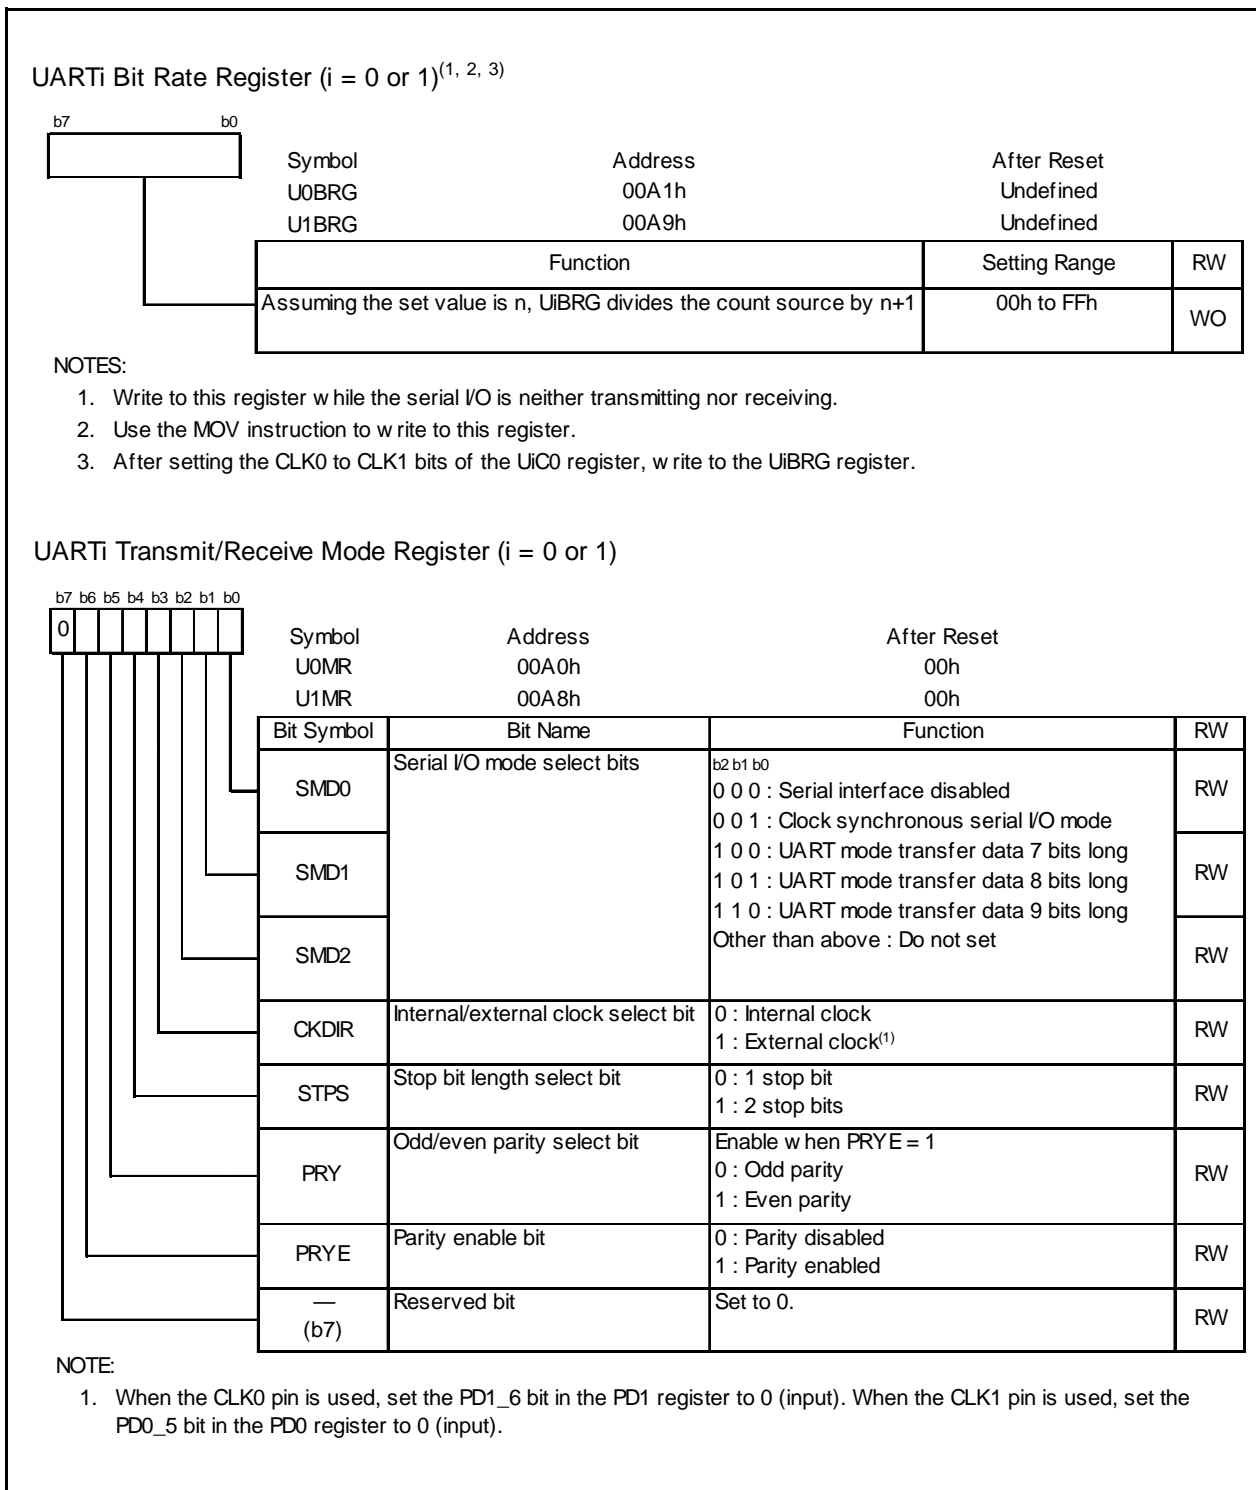 UARTi Bit Rate Register (i = 0 or 1)(1, 2, 3)
b7 b0
Symbol Address After Reset
U0BRG 00A1h Undefined
U1BRG 00A9h Undefined
Function Setting Range RW
Assuming the set value is n, UiBRG divides the count source by n+1 00h to FFh WO
NOTES:
1. Write to this register while the serial I/O is neither transmitting nor receiving.
2. Use the MOV instruction to write to this register.
3. After setting the CLK0 to CLK1 bits of the UiC0 register, write to the UiBRG register.
UARTi Transmit/Receive Mode Register (i = 0 or 1)
b7 b6 b5 b4 b3 b2 b1 b0
0
Symbol Address After Reset
U0MR 00A0h 00h
U1MR 00A8h 00h
Bit Symbol Bit Name Function RW
SMD0 Serial I/O mode select bits b2 b1 b0 RW
0 0 0 : Serial interface disabled
0 0 1 : Clock synchronous serial I/O mode
SMD1 1 0 0 : UART mode transfer data 7 bits long RW
1 0 1 : UART mode transfer data 8 bits long
1 1 0 : UART mode transfer data 9 bits long
SMD2 Other than above : Do not set RW
CKDIR Internal/external clock select bit 0 : Internal clock RW
1 : External clock(1)
STPS Stop bit length select bit 0 : 1 stop bit RW
1 : 2 stop bits
PRY Odd/even parity select bit Enable when PRYE = 1 RW
0 : Odd parity
1 : Even parity
PRYE Parity enable bit 0 : Parity disabled RW
1 : Parity enabled
— Reserved bit Set to 0. RW
(b7)
NOTE:
1. When the CLK0 pin is used, set the PD1_6 bit in the PD1 register to 0 (input). When the CLK1 pin is used, set the
PD0_5 bit in the PD0 register to 0 (input).